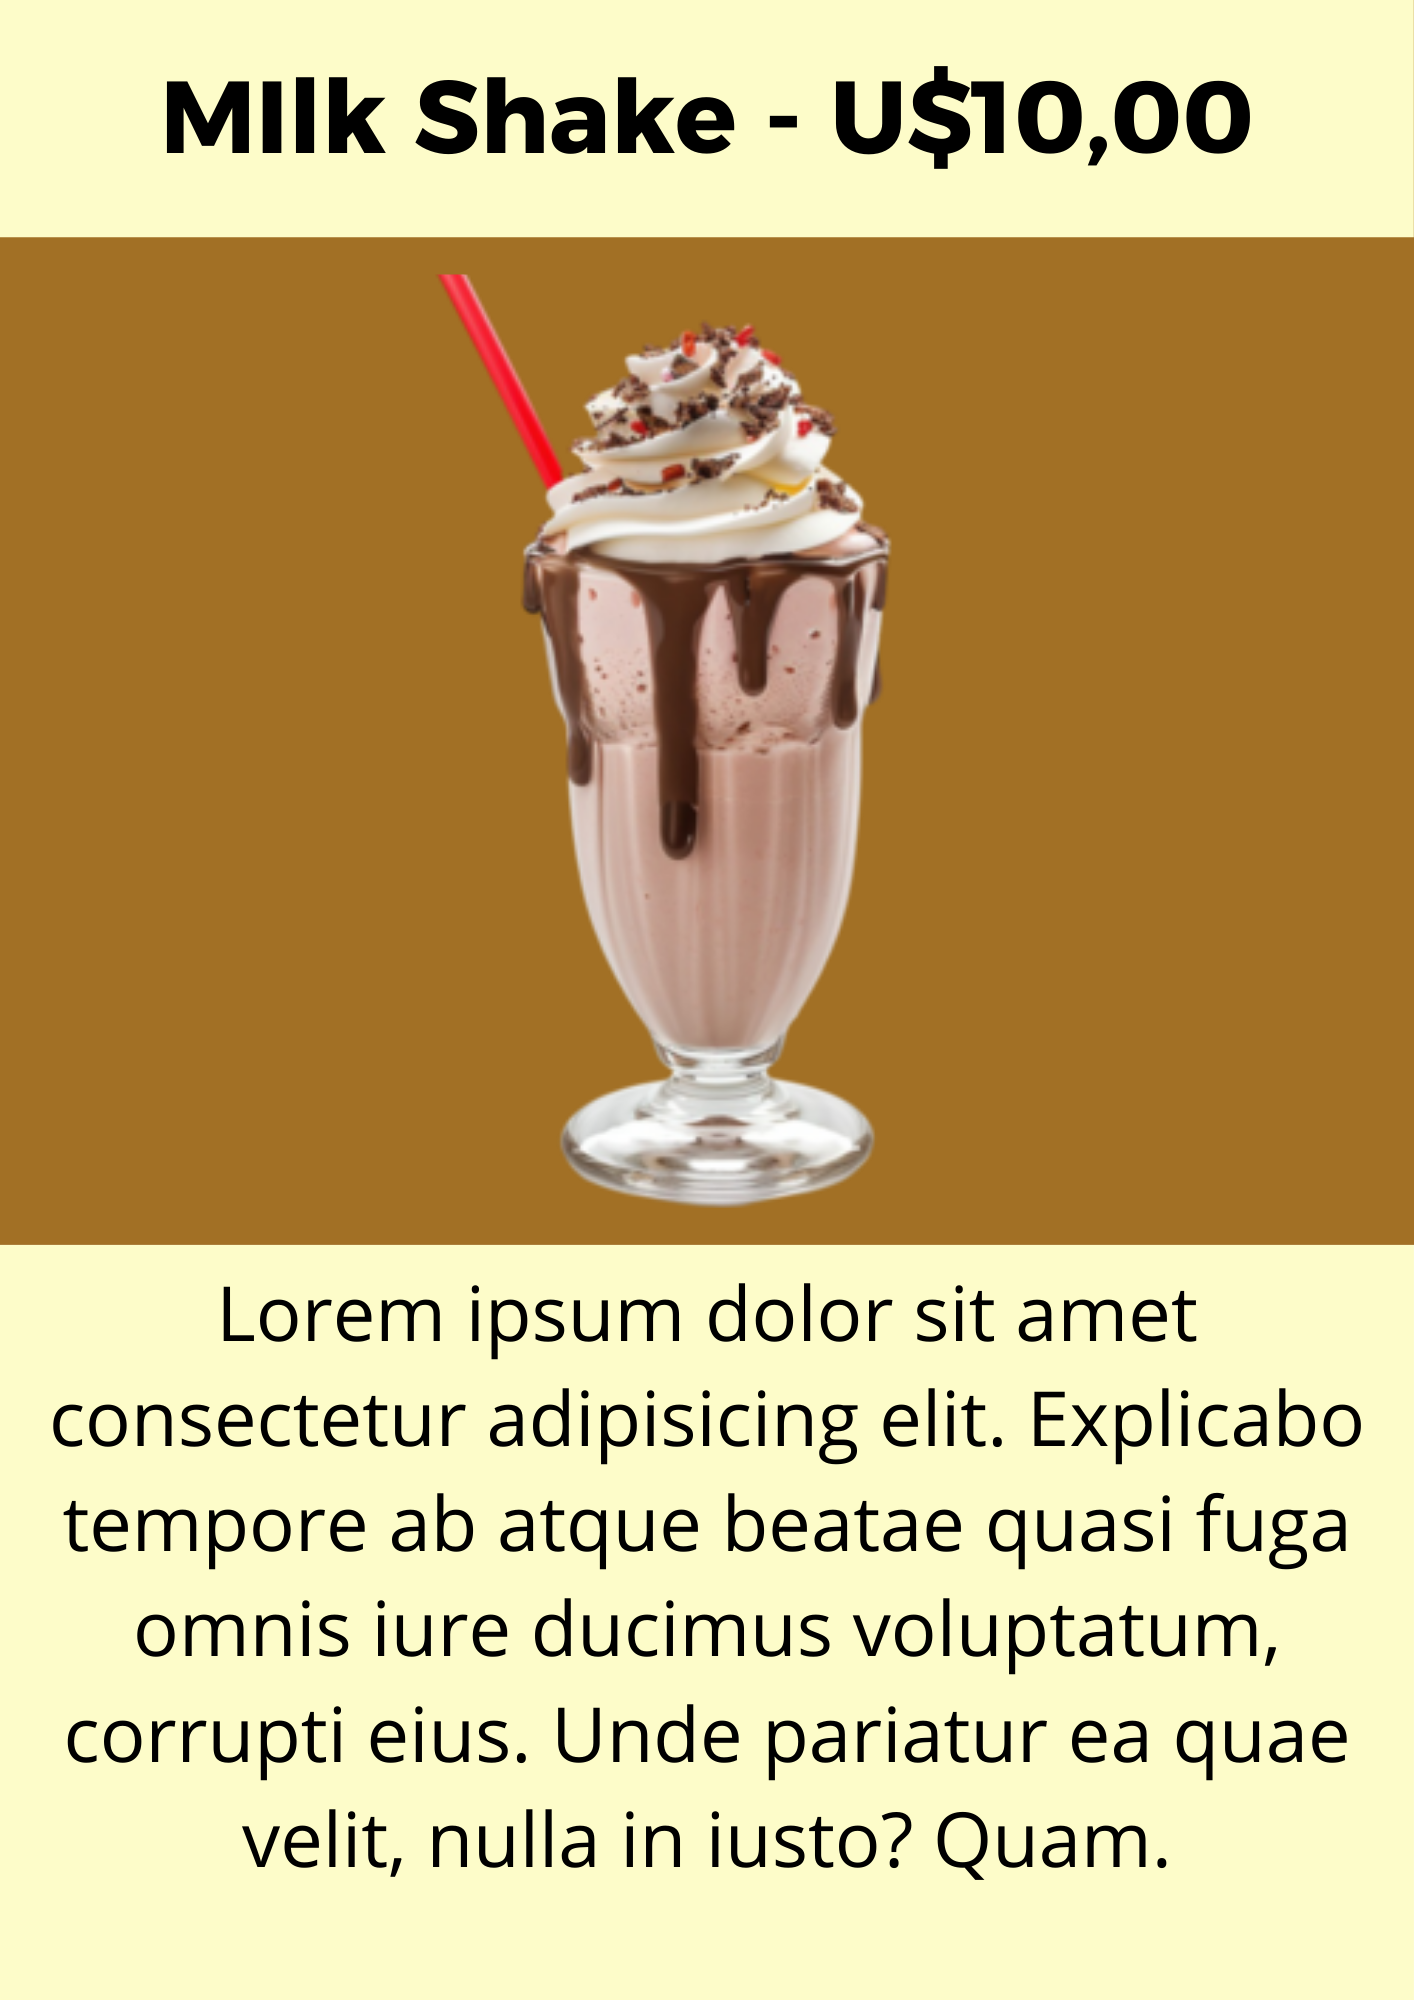 MIlk Shake - U$10,00
Lorem ipsum dolor sit amet
consectetur adipisicing elit. Explicabo
tempore ab atque beatae quasi fuga
omnis iure ducimus voluptatum,
corrupti eius. Unde pariatur ea quae
velit, nulla in iusto? Quam.